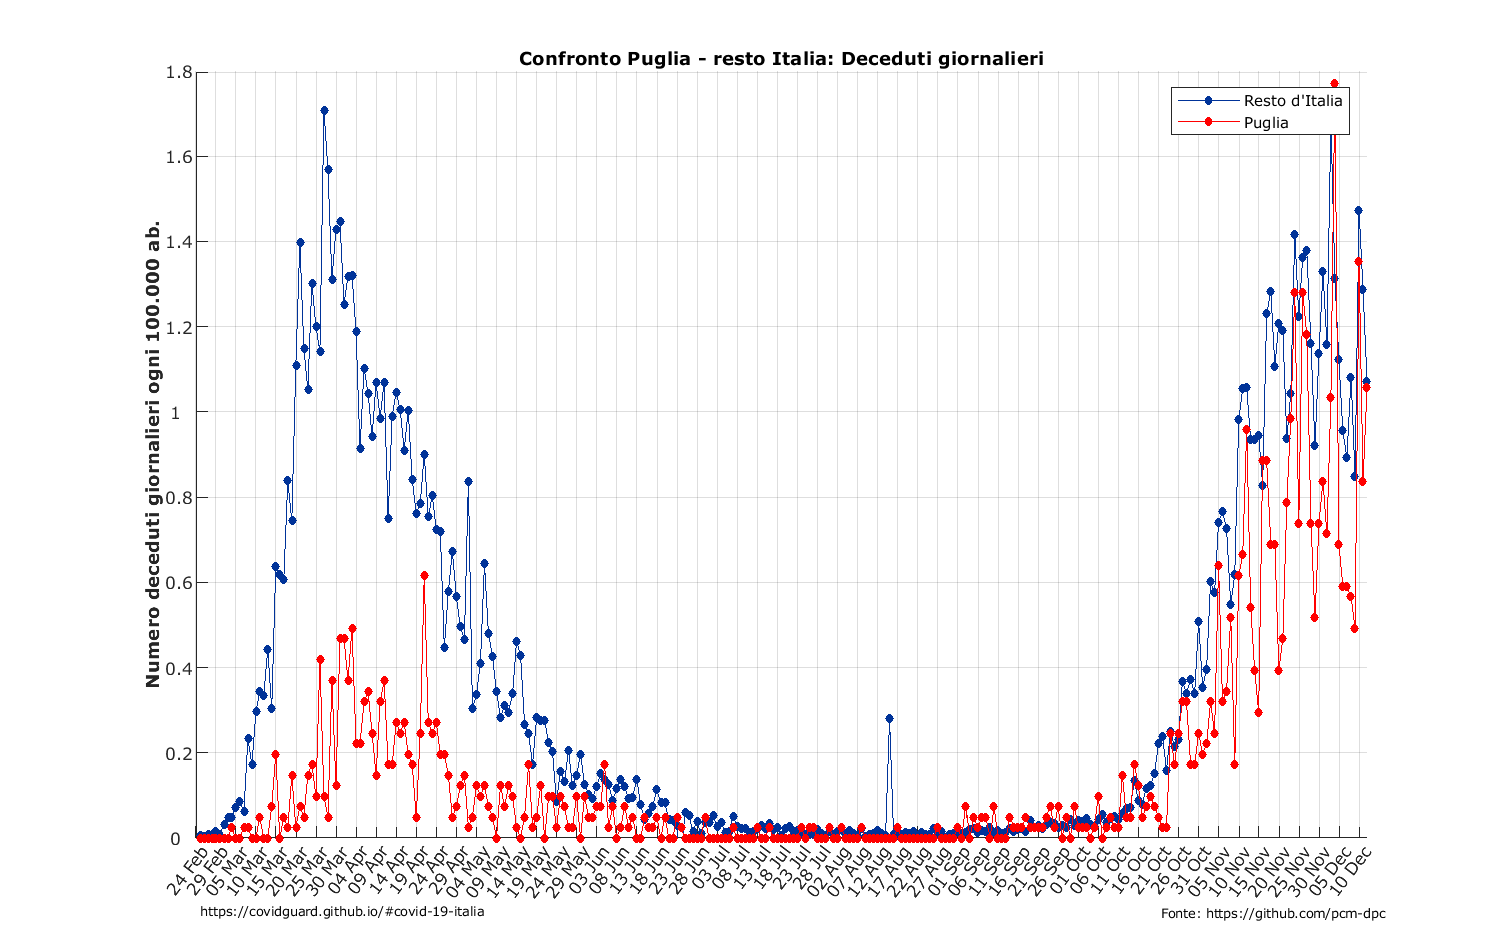 Confronto Puglia - resto Italia: Deceduti giornalieri
Resto d'Italia
Puglia
Numero deceduti giornalieri ogni 100.000 ab.
1.8
1.6
1.4
1.2
1
0.8
0.6
0.4
0.2
0
24 Feb
29 Feb
05 Mar
10 Mar
15 Mar
20 Mar
25 Mar
30 Mar
04 Apr
09 Apr
14 Apr
19 Apr
24 Apr
29 Apr
04 May
09 May
14 May
19 May
24 May
29 May
03 Jun
08 Jun
13 Jun
18 Jun
23 Jun
28 Jun
03 Jul
08 Jul
13 Jul
18 Jul
23 Jul
28 Jul
02 Aug
07 Aug
12 Aug
17 Aug
22 Aug
27 Aug
01 Sep
06 Sep
11 Sep
16 Sep
21 Sep
26 Sep
01 Oct
06 Oct
11 Oct
16 Oct
21 Oct
26 Oct
31 Oct
05 Nov
10 Nov
15 Nov
20 Nov
25 Nov
30 Nov
05 Dec
10 Dec
https://covidguard.github.io/#covid-19-italia
Fonte: https://github.com/pcm-dpc